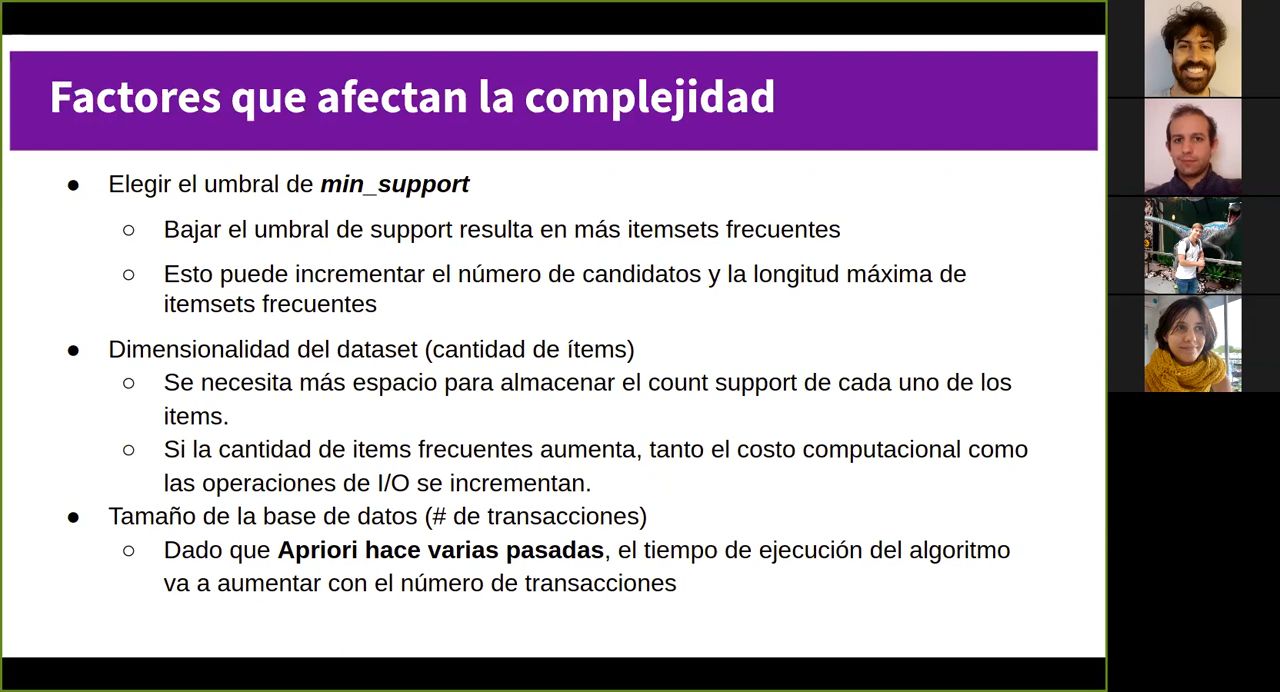 Factores que afectan la complejidad
● Elegir el umbral de min_support
○ Bajar el umbral de support resulta en más itemsets frecuentes
○ Esto puede incrementar el número de candidatos y la longitud máxima de
itemsets frecuentes
● Dimensionalidad del dataset (cantidad de ítems)
○ Se necesita más espacio para almacenar el count support de cada uno de los
items.
○ Si la cantidad de items frecuentes aumenta, tanto el costo computacional como
las operaciones de I/O se incrementan.
● Tamaño de la base de datos (# de transacciones)
○ Dado que Apriori hace varias pasadas, el tiempo de ejecución del algoritmo
va a aumentar con el número de transacciones